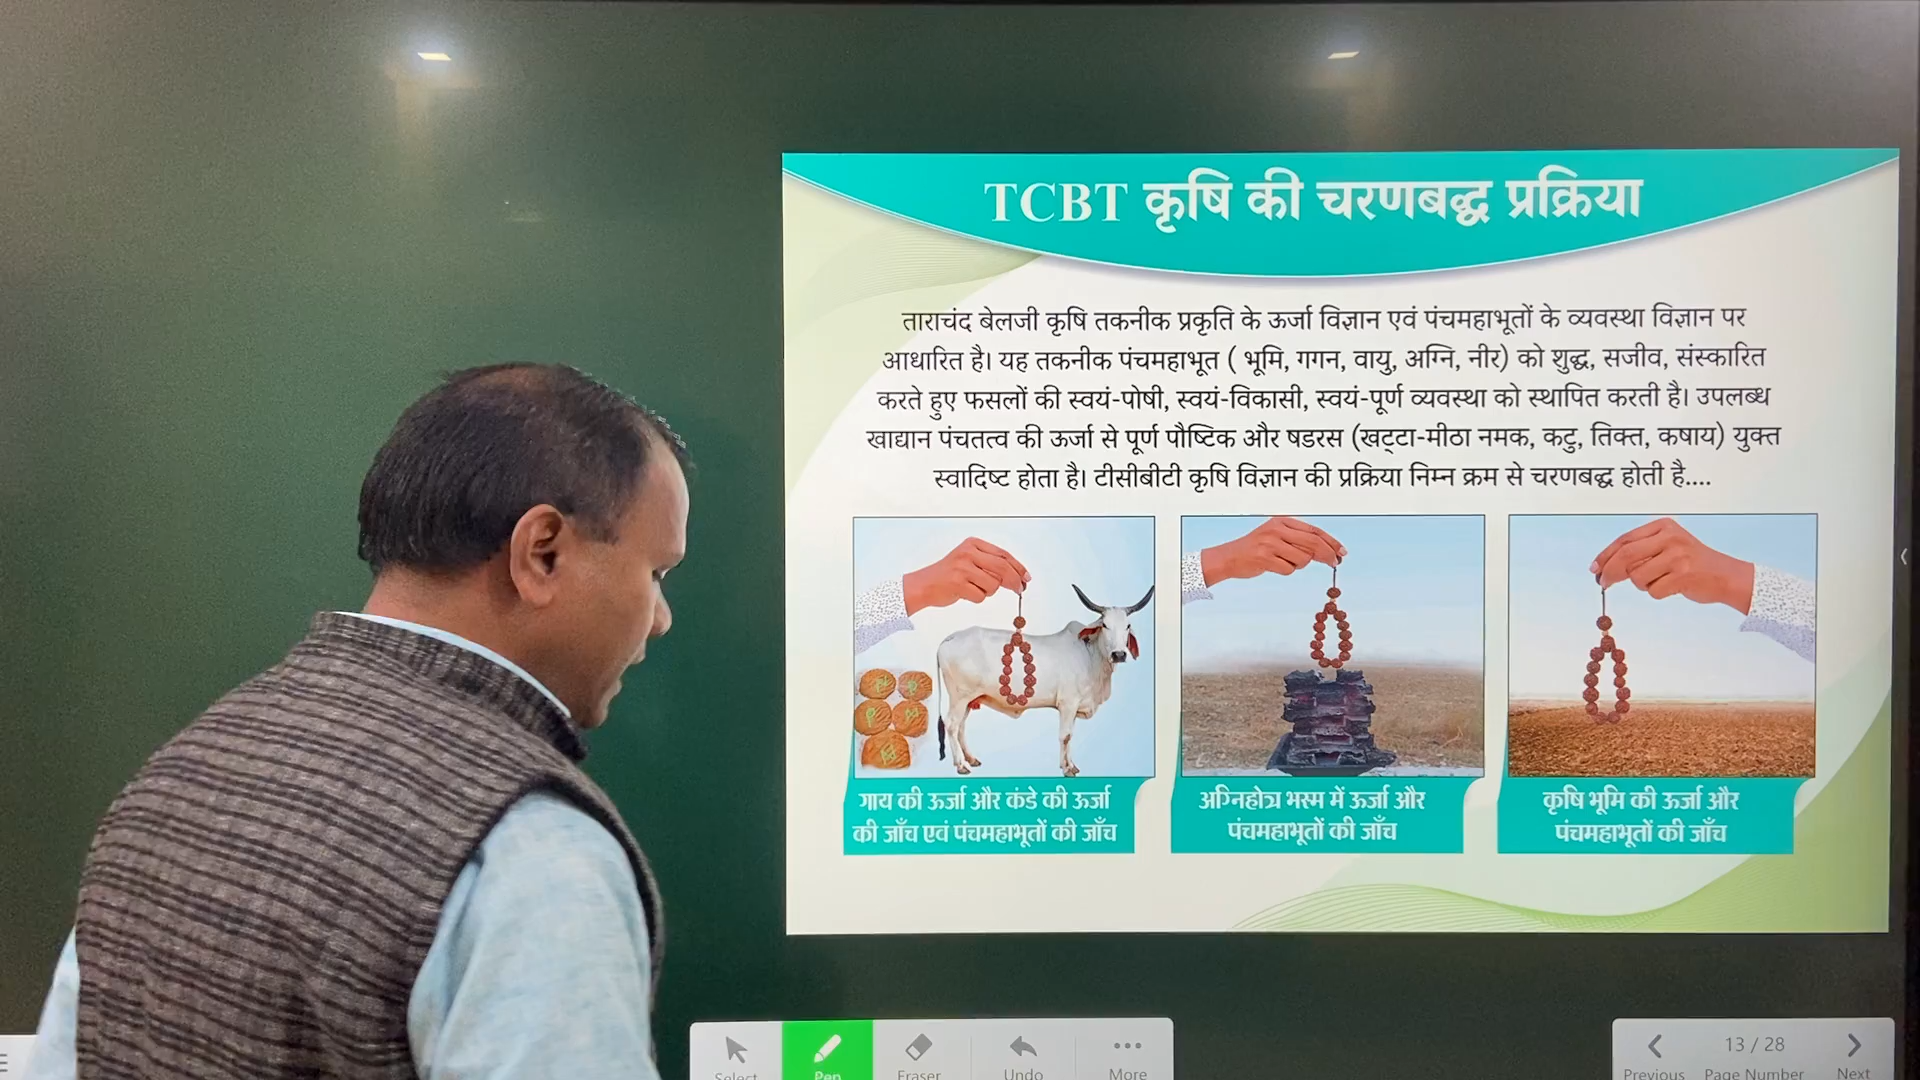 TCBT कृषि की चरणबद्ध प्रक्रिया
ताराचंद बेलजी कृषि तकनीक प्रकृति के ऊर्जा विज्ञान एवं पंचमहाभूतों के व्यवस्था विज्ञान पर
आधारित है। यह तकनीक पंचमहाभूत ( भूमि, गगन, वायु, अग्नि, नीर) को शुद्ध, सजीव, संस्कारित
करते हुए फसलों की स्वयं-पोषी, स्वयं-विकासी, स्वयं-पूर्ण व्यवस्था को स्थापित करती है। उपलब्ध
खाद्यान पंचतत्व की ऊर्जा से पूर्ण पौष्टिक और षडरस (खट्टा-मीठा नमक, कटु, तिक्त, कषाय) युक्त
स्वादिष्ट होता है। टीसीबीटी कृषि विज्ञान की प्रक्रिया निम्न क्रम से चरणबद्ध होती है....
गाय की ऊर्जा और कंडे की ऊर्जा
की जाँच एवं पंचमहाभूतों की जाँच
अग्निहोत्र भस्म में ऊर्जा और
पंचमहाभूतों की जाँच
कृषि भूमि की ऊर्जा और
पंचमहाभूतों की जाँच
Select Pen Eraser Undo More
13 / 28
Previous Page Number Next